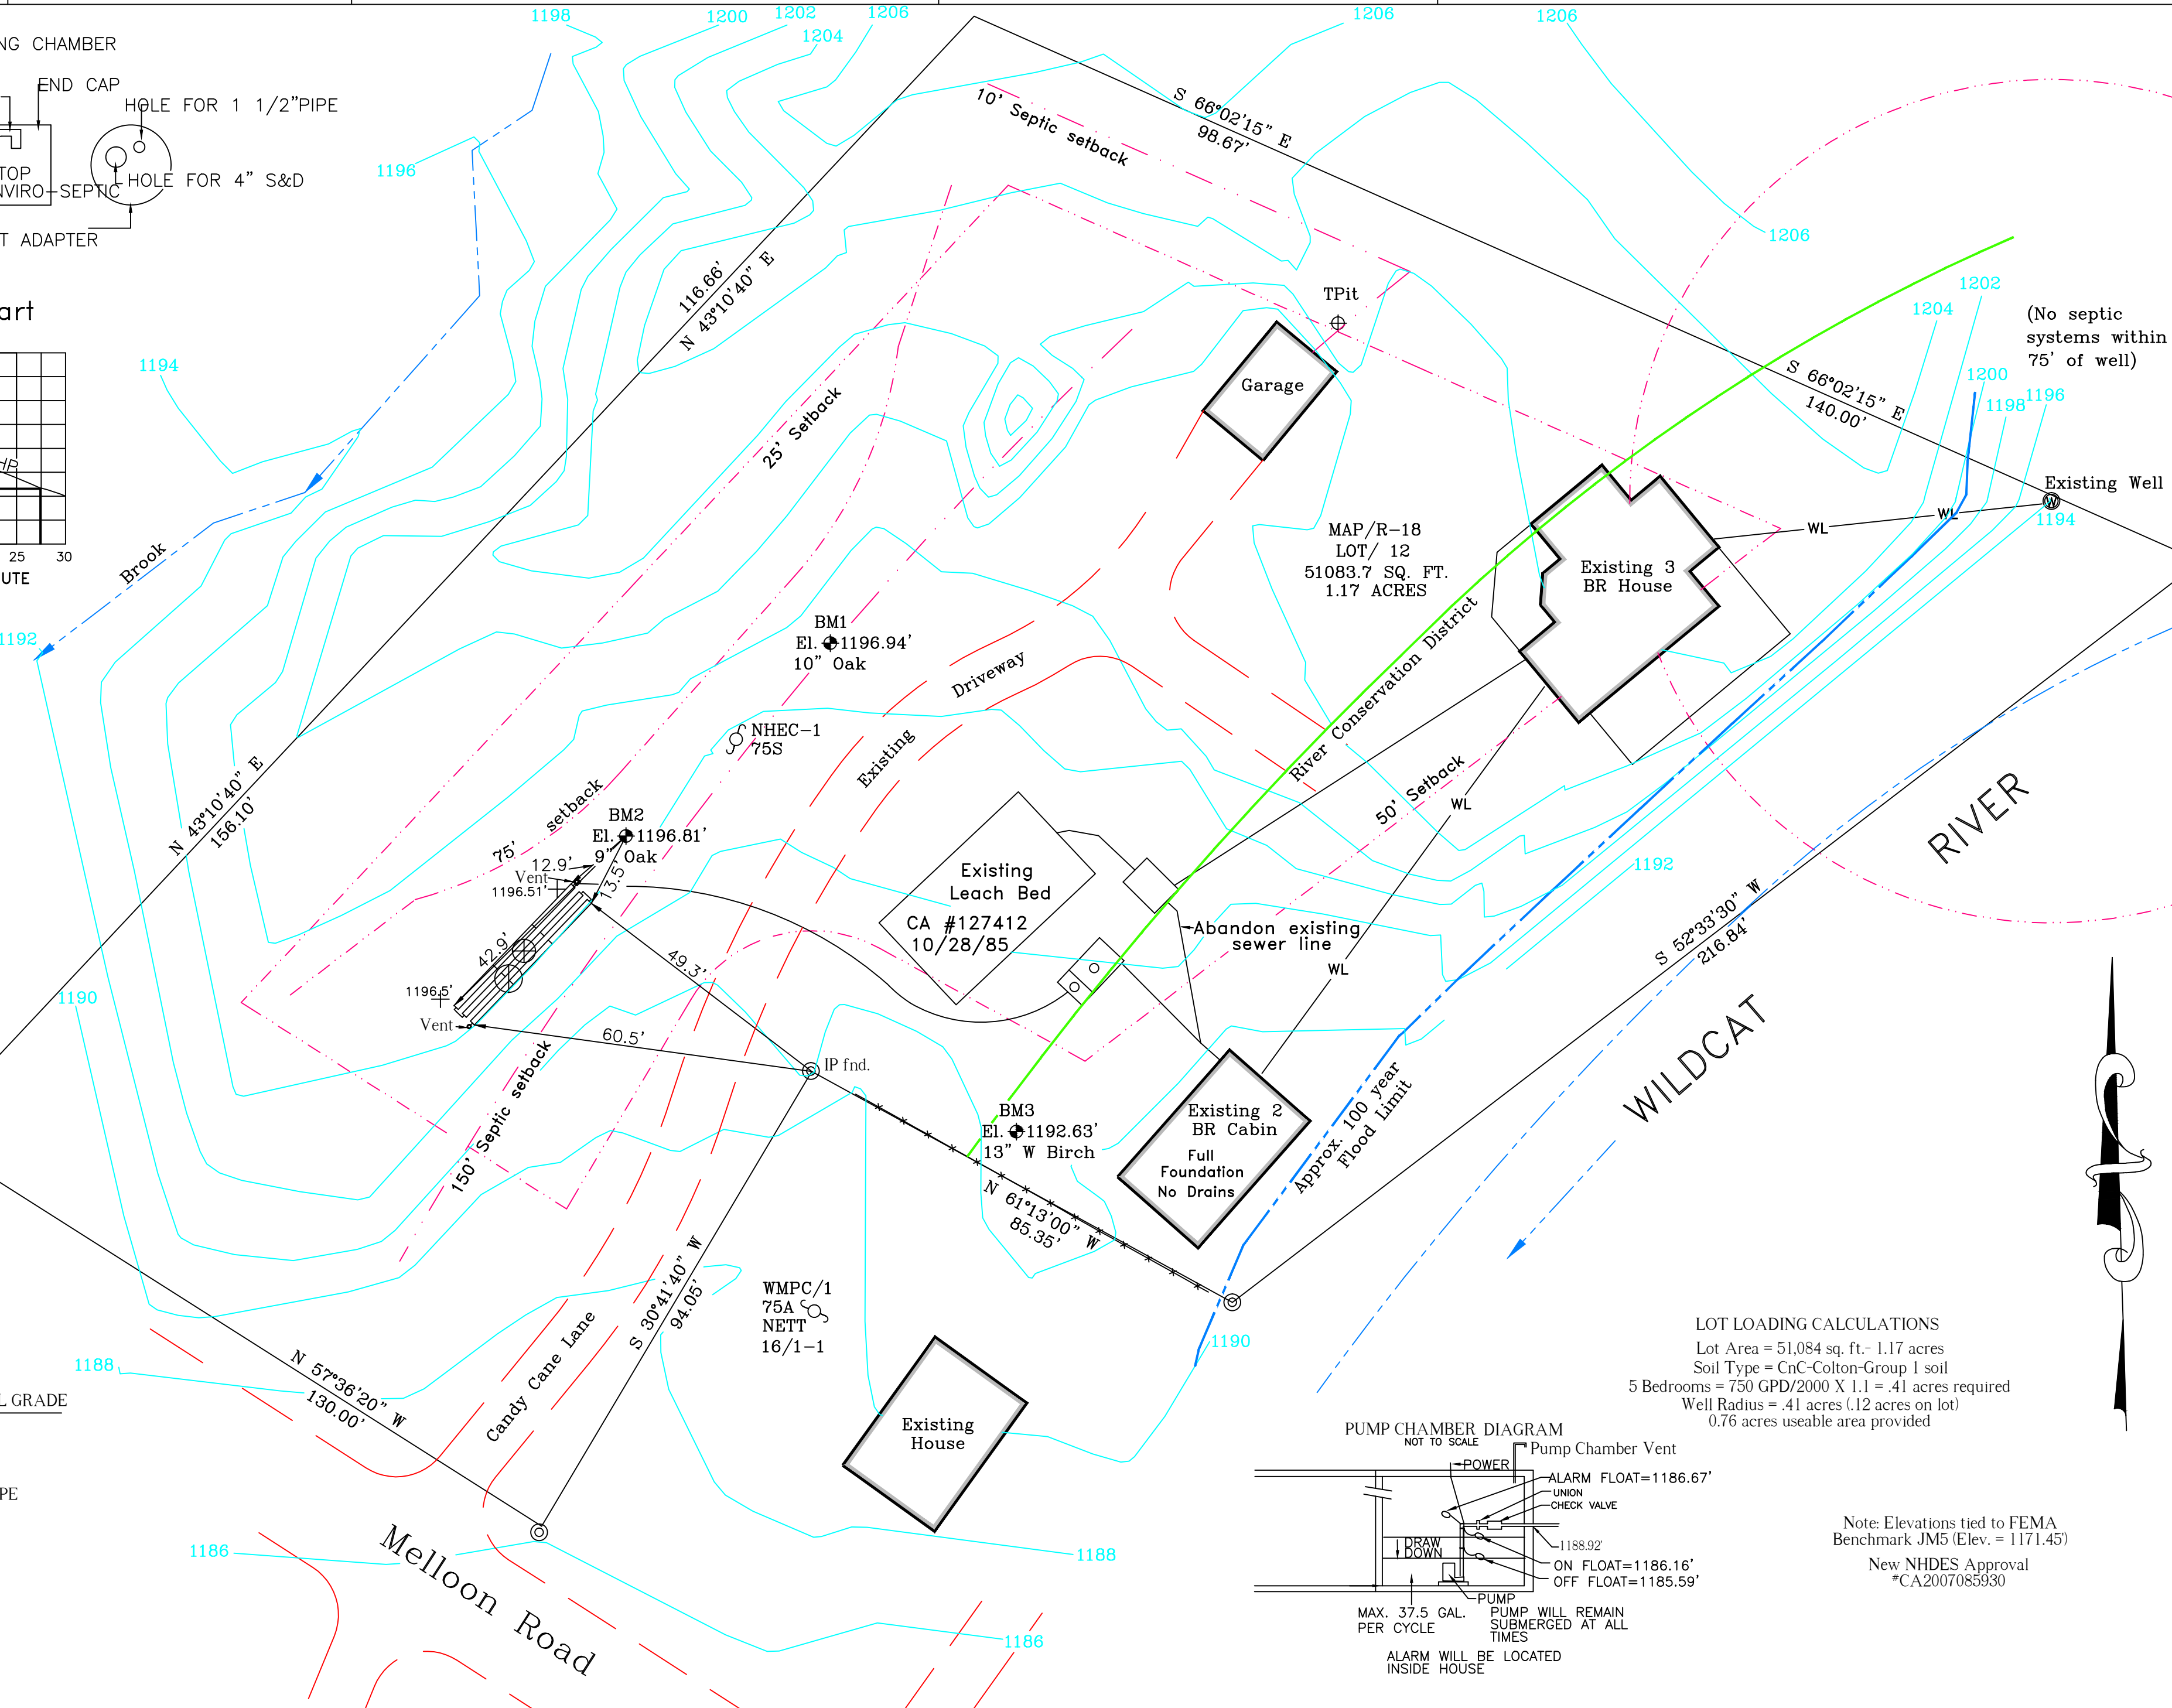 1198
1200
1202
1206
1204
1206
1206
NG CHAMBER
END CAP
HOLE FOR 1 1/2"PIPE
TOP
HOLE FOR 4" S&D
NVIRO-SEPTIC
T ADAPTER
art
HP
25
30
UTE
1196
1194
1192
1190
1188
1186
Brook
10' Septic setback
S 66°02'15" E
98.67'
116.66'
N 43°10'40" E
1206
1202
1204
(No septic
systems within
75' of well)
1200
1198
1196
S 66°02'15" E
140.00'
TPit
Garage
25' Setback
Existing Well
W
1194
WL
WL
MAP/R-18
LOT/ 12
51083.7 SQ. FT.
1.17 ACRES
Existing 3
BR House
BM1
El.
1196.94'
10" Oak
Driveway
Existing
River Conservation District
NHEC-1
75S
N 43°10'40" E
156.10'
75'
setback
BM2
El.
1196.81'
9" Oak
12.9'
Vent
1196.51'
13.5'
42.9'
1196.5'
Vent
49.3'
60.5'
Existing
Leach Bed
CA #127412
10/28/85
50' Setback
WL
Abandon existing
sewer line
WL
1192
RIVER
S 52°33'30" W
216.84'
WILDCAT
150' Septic setback
IP fnd.
BM3
El.
1192.63'
13" W Birch
Existing 2
BR Cabin
Full
Foundation
No Drains
Approx. 100 year
Flood Limit
N 61°13'00" W
85.35'
S 30°41'40" W
94.05'
WMPC/1
75A
NETT
16/1-1
1190
Candy Cane Lane
N 57°36'20" W
130.00'
L GRADE
PE
Existing
House
1188
1186
Melloon Road
LOT LOADING CALCULATIONS
Lot Area = 51,084 sq. ft.- 1.17 acres
Soil Type = CnC-Colton-Group 1 soil
5 Bedrooms = 750 GPD/2000 X 1.1 = .41 acres required
Well Radius = .41 acres (.12 acres on lot)
0.76 acres useable area provided
PUMP CHAMBER DIAGRAM
NOT TO SCALE
Pump Chamber Vent
POWER
ALARM FLOAT=1186.67'
UNION
CHECK VALVE
DRAW
DOWN
1188.92'
ON FLOAT=1186.16'
OFF FLOAT=1185.59'
PUMP
MAX. 37.5 GAL.
PER CYCLE
PUMP WILL REMAIN
SUBMERGED AT ALL
TIMES
ALARM WILL BE LOCATED
INSIDE HOUSE
Note: Elevations tied to FEMA
Benchmark JM5 (Elev. = 1171.45')
New NHDES Approval
#CA2007085930